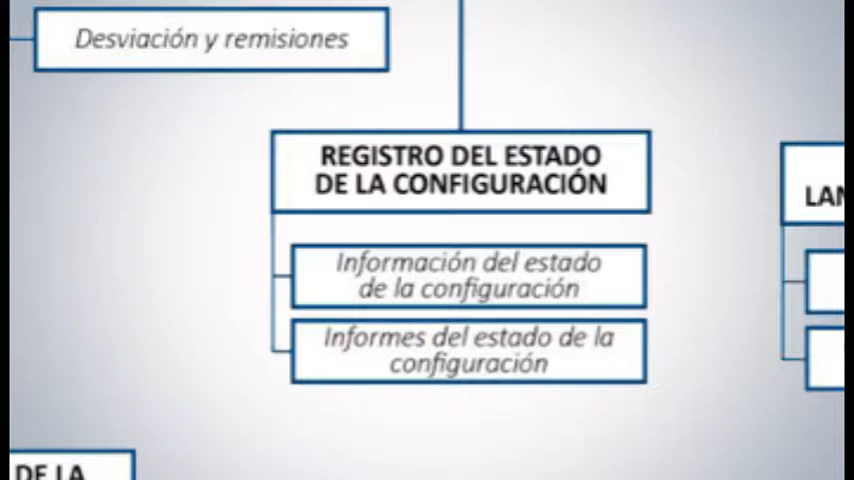 Desviación y remisiones
REGISTRO DEL ESTADO
DE LA CONFIGURACIÓN
Información del estado
de la configuración
Informes del estado de la
configuración
DE LA